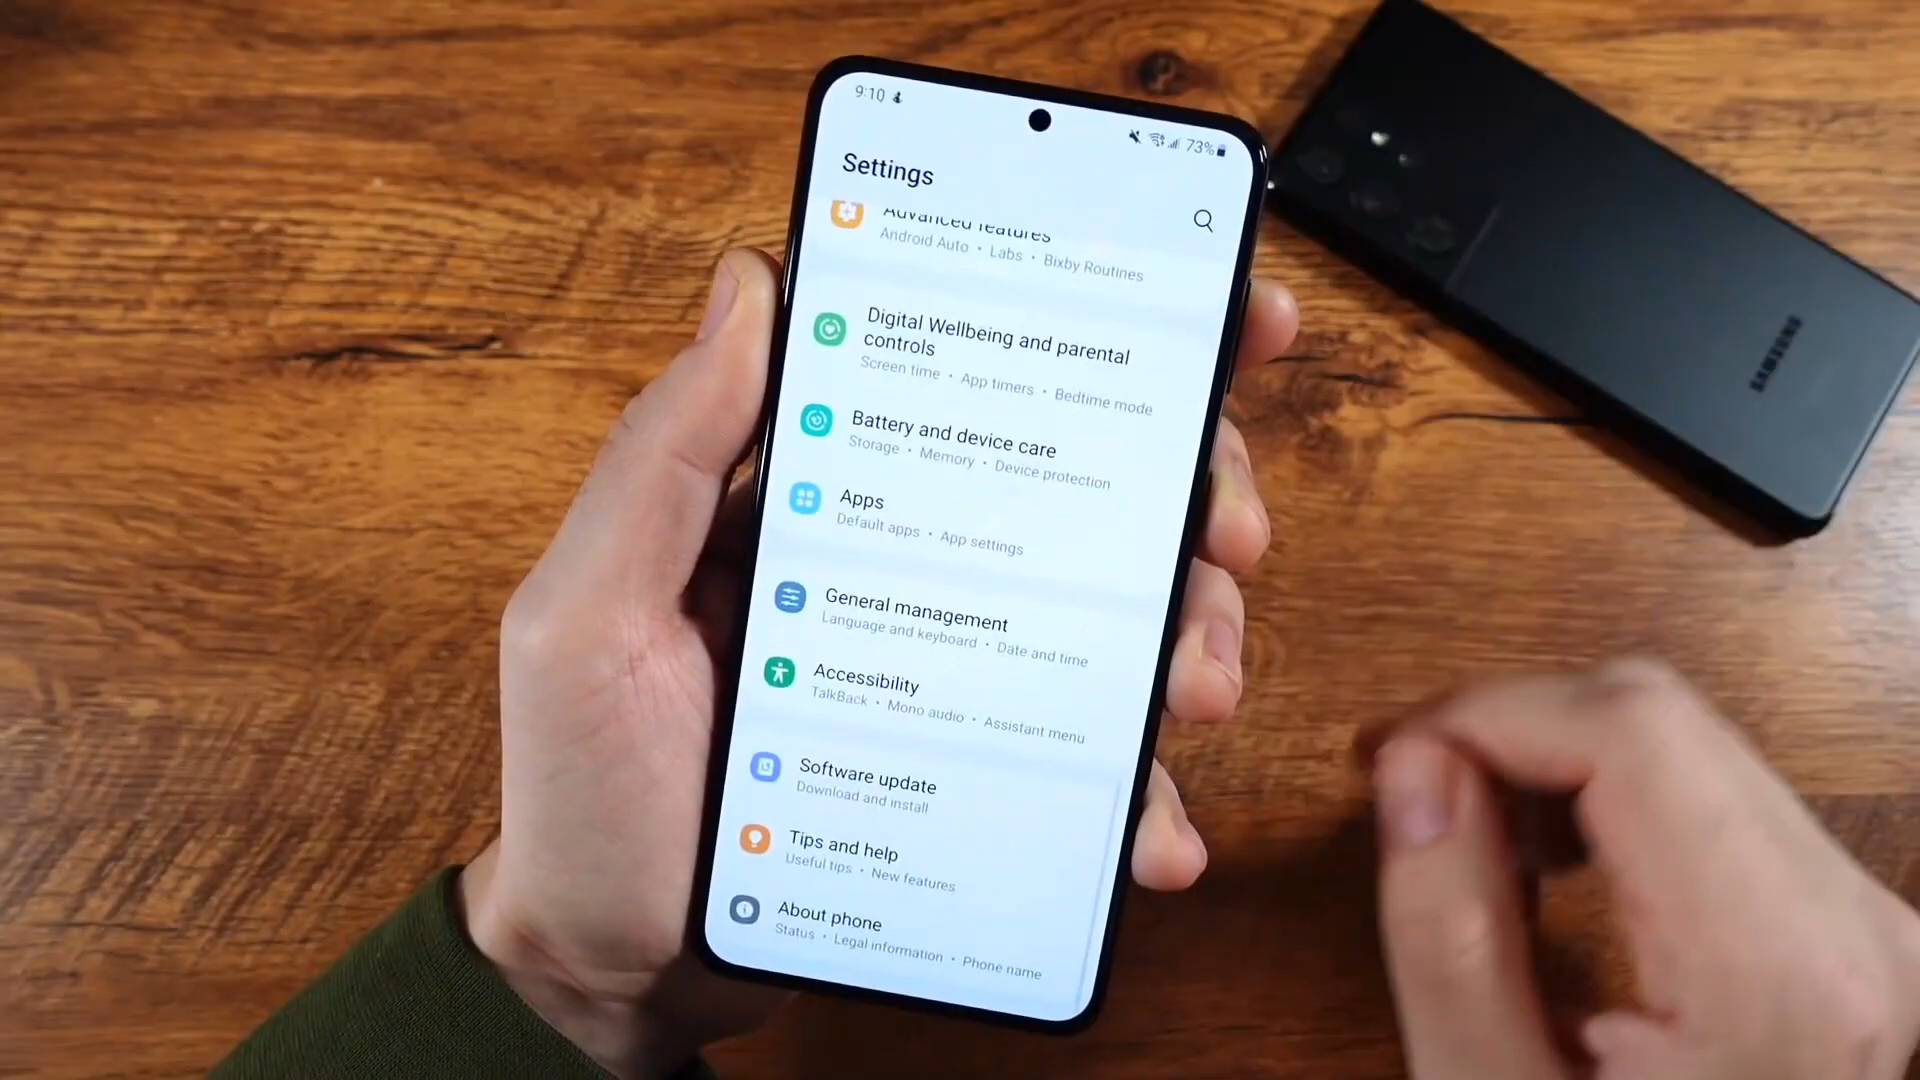 9:10
73%
Settings
Advanced features
Android Auto • Labs • Bixby Routines
Digital Wellbeing and parental
controls
Screen time • App timers • Bedtime mode
Battery and device care
Storage • Memory • Device protection
Apps
Default apps • App settings
General management
Language and keyboard • Date and time
Accessibility
TalkBack • Mono audio • Assistant menu
Software update
Download and install
Tips and help
Useful tips • New features
About phone
Status • Legal information • Phone name
SAMSUNG